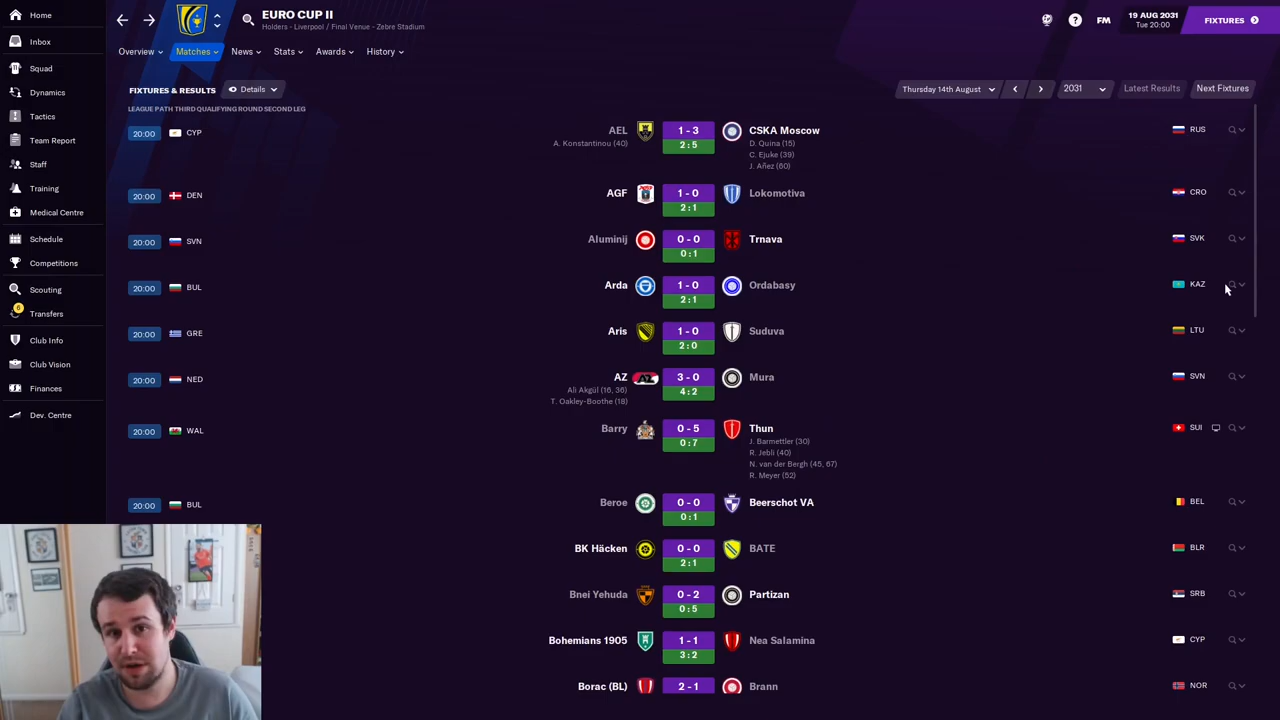 Home
Inbox
Squad
Dynamics
Tactics
Team Report
Staff
Training
Medical Centre
Schedule
Competitions
Scouting
6
Transfers
Club Info
Club Vision
Finances
Dev. Centre
EURO CUP II
Holders - Liverpool / Final Venue - Zebre Stadium
FM
19 AUG 2031
Tue 20:00
FIXTURES
Overview
Matches
News
Stats
Awards
History
FIXTURES & RESULTS
Details
Thursday 14th August
2031
Latest Results
Next Fixtures
LEAGUE PATH THIRD QUALIFYING ROUND SECOND LEG
20:00 CYP AEL 1 - 3 CSKA Moscow RUS
A. Konstantinou (40) 2 : 5 D. Quina (15)
C. Ejuke (39)
J. Añez (60)
20:00 DEN AGF 1 - 0 Lokomotiva CRO
2 : 1
20:00 SVN Aluminij 0 - 0 Trnava SVK
0 : 1
20:00 BUL Arda 1 - 0 Ordabasy KAZ
2 : 1
20:00 GRE Aris 1 - 0 Suduva LTU
2 : 0
20:00 NED AZ 3 - 0 Mura SVN
Ali Akgül (16, 36) 4 : 2
T. Oakley-Boothe (18)
20:00 WAL Barry 0 - 5 Thun SUI
0 : 7 J. Barmettler (30)
R. Jebli (40)
N. van der Bergh (45, 67)
R. Meyer (52)
20:00 BUL Beroe 0 - 0 Beerschot VA BEL
0 : 1
BK Häcken 0 - 0 BATE BLR
2 : 1
Bnei Yehuda 0 - 2 Partizan SRB
0 : 5
Bohemians 1905 1 - 1 Nea Salamina CYP
3 : 2
Borac (BL) 2 - 1 Brann NOR